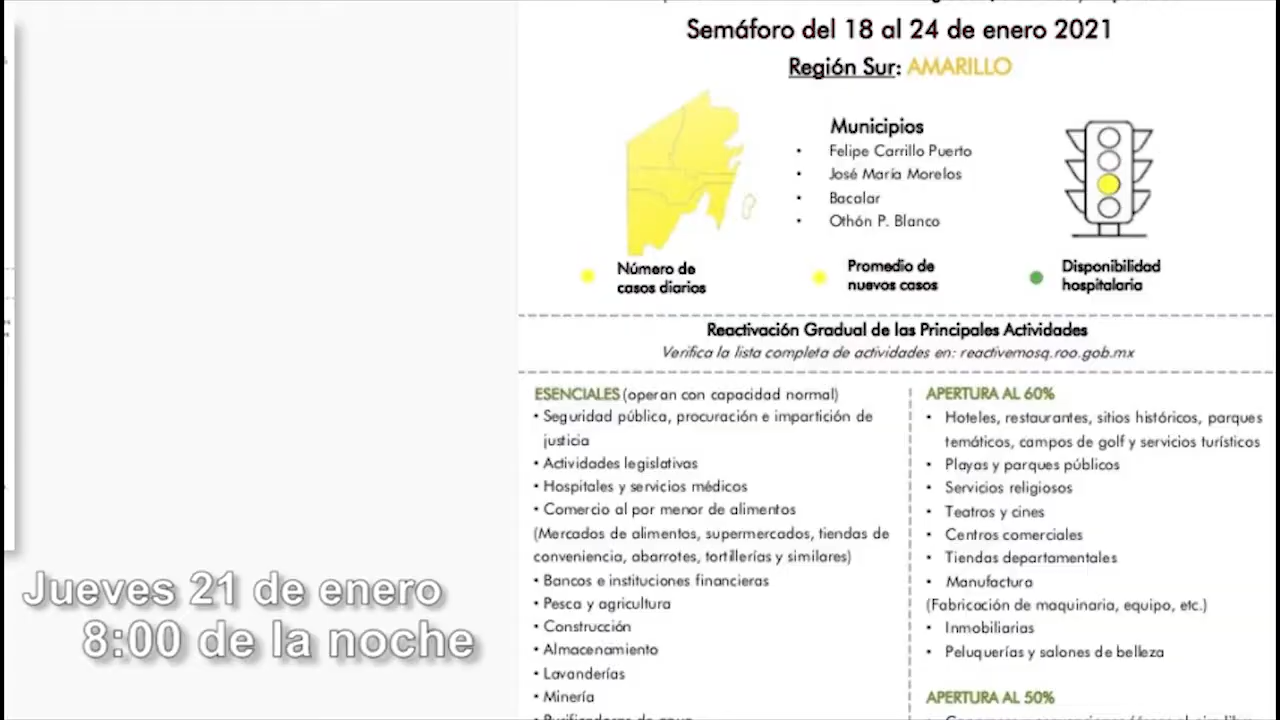 Semáforo del 18 al 24 de enero 2021
Región Sur: AMARILLO
Municipios
• Felipe Carrillo Puerto
• José María Morelos
• Bacalar
• Othón P. Blanco
Número de
casos diarios
Promedio de
nuevos casos
Disponibilidad
hospitalaria
Reactivación Gradual de las Principales Actividades
Verifica la lista completa de actividades en: reactivemosq.roo.gob.mx
ESENCIALES (operan con capacidad normal)
• Seguridad pública, procuración e impartición de
justicia
• Actividades legislativas
• Hospitales y servicios médicos
• Comercio al por menor de alimentos
(Mercados de alimentos, supermercados, tiendas de
conveniencia, abarrotes, tortillerías y similares)
• Bancos e instituciones financieras
• Pesca y agricultura
• Construcción
• Almacenamiento
• Lavanderías
• Minería
APERTURA AL 60%
• Hoteles, restaurantes, sitios históricos, parques
temáticos, campos de golf y servicios turísticos
• Playas y parques públicos
• Servicios religiosos
• Teatros y cines
• Centros comerciales
• Tiendas departamentales
• Manufactura
(Fabricación de maquinaria, equipo, etc.)
• Inmobiliarias
• Peluquerías y salones de belleza
APERTURA AL 50%
Jueves 21 de enero
8:00 de la noche